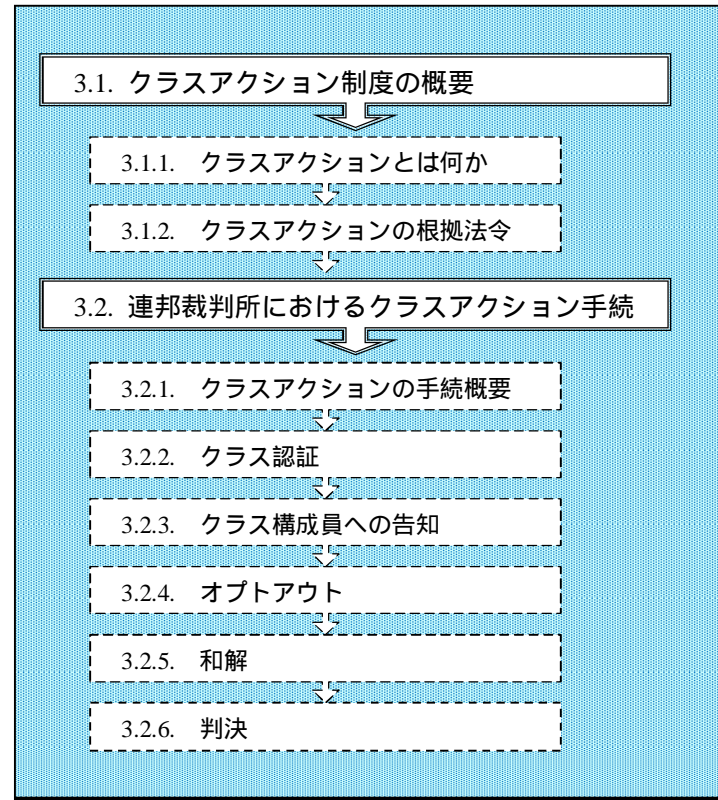 3.1. クラスアクション制度の概要
3.1.1. クラスアクションとは何か
3.1.2. クラスアクションの根拠法令
3.2. 連邦裁判所におけるクラスアクション手続
3.2.1. クラスアクションの手続概要
3.2.2. クラス認証
3.2.3. クラス構成員への告知
3.2.4. オプトアウト
3.2.5. 和解
3.2.6. 判決